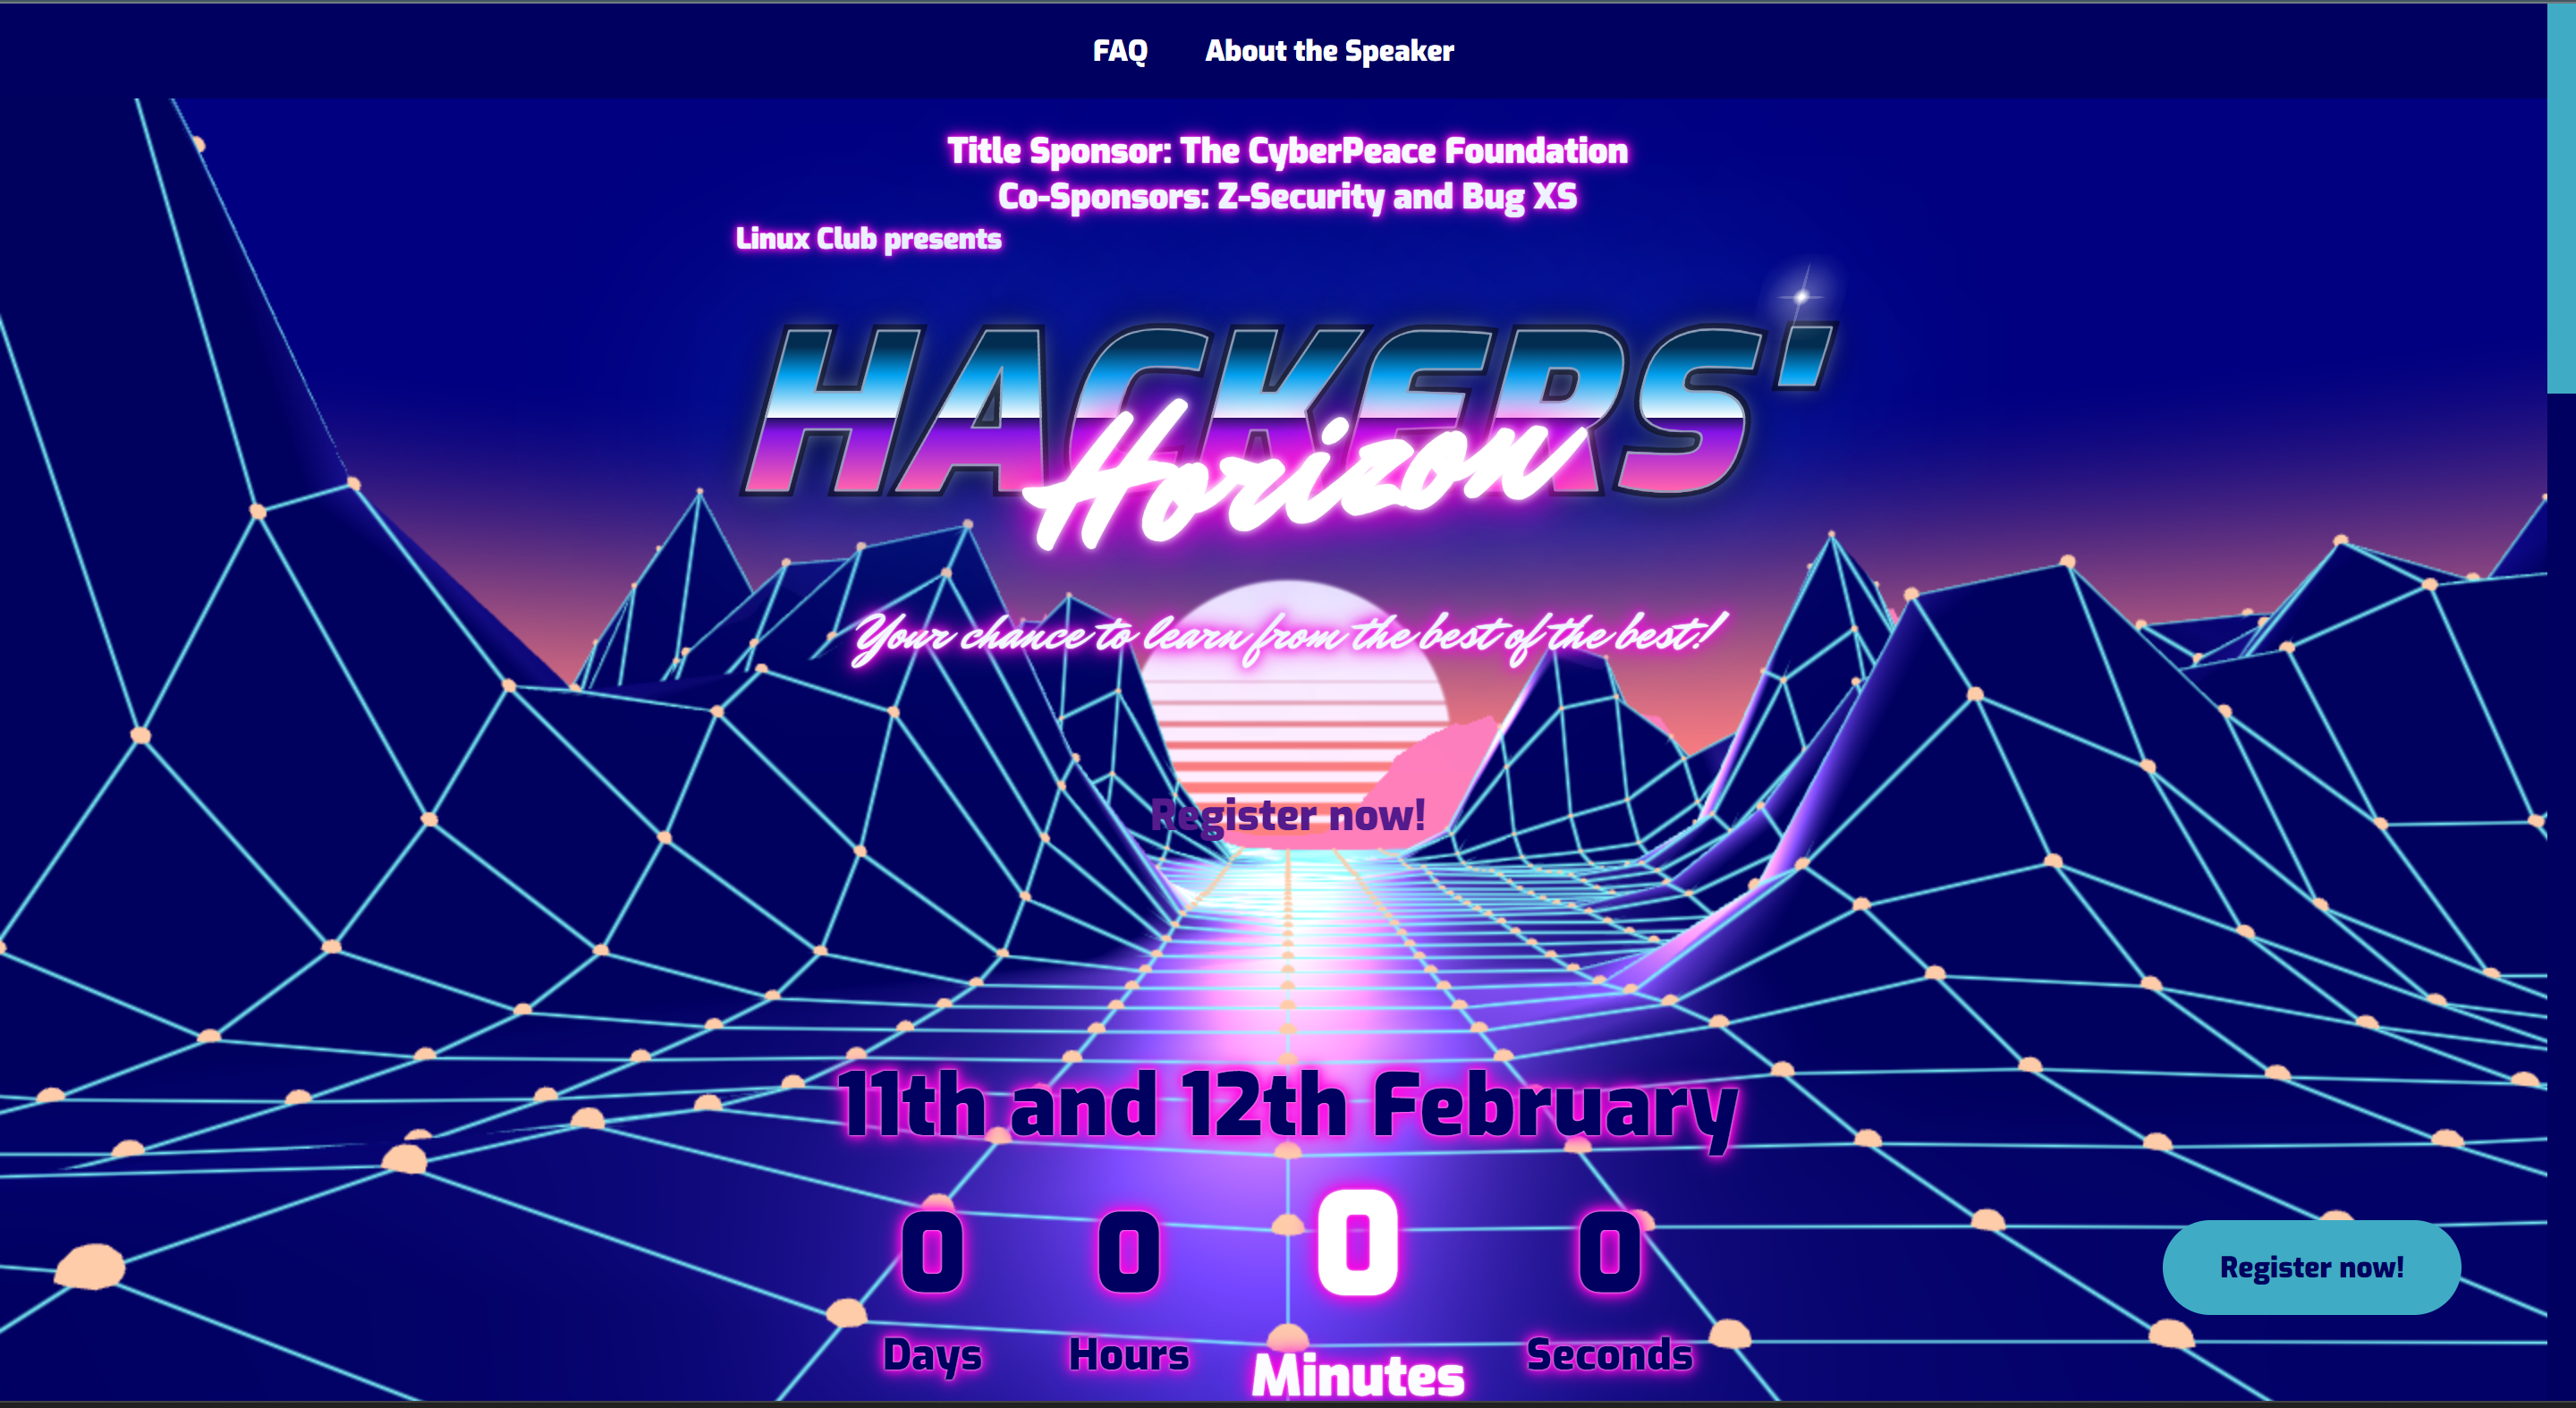 FAQ About the Speaker
Title Sponsor: The CyberPeace Foundation
Co-Sponsors: Z-Security and Bug XS
Linux Club presents
HACKERS'
Horizon
Your chance to learn from the best of the best!
Register now!
11th and 12th February
0 0 0 0
Days Hours Minutes Seconds
Register now!